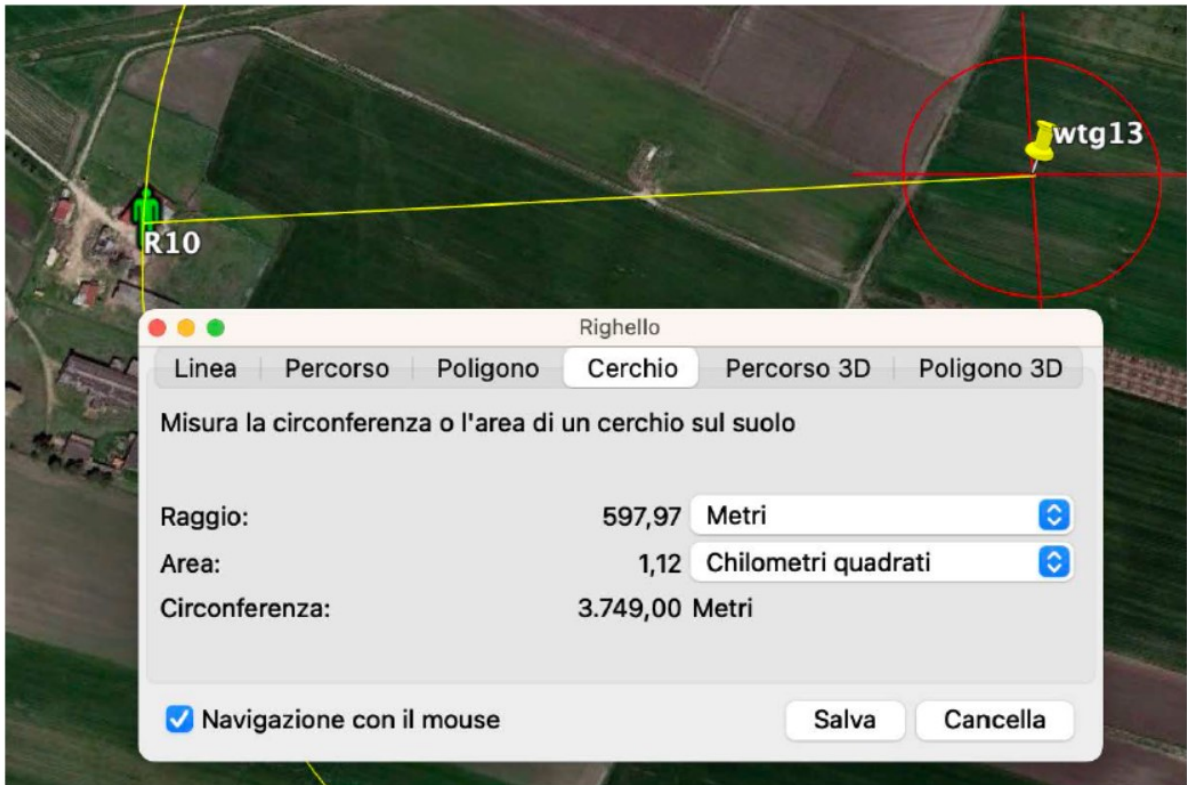 wtg13
R10
Righello
Linea Percorso Poligono Cerchio Percorso 3D Poligono 3D
Misura la circonferenza o l'area di un cerchio sul suolo
Raggio: 597,97 Metri
Area: 1,12 Chilometri quadrati
Circonferenza: 3.749,00 Metri
Navigazione con il mouse Salva Cancella